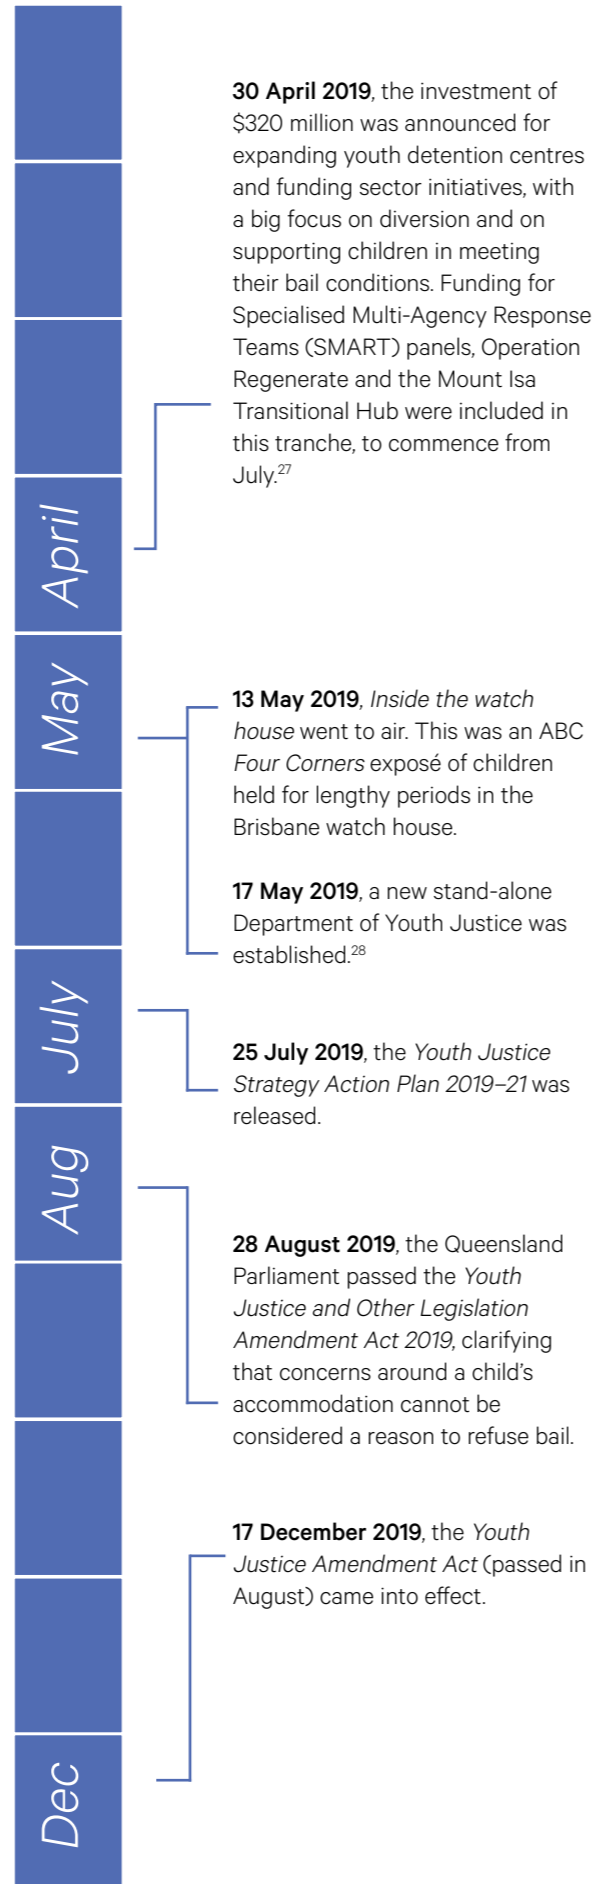 30 April 2019, the investment of
$320 million was announced for
expanding youth detention centres
and funding sector initiatives, with
a big focus on diversion and on
supporting children in meeting
their bail conditions. Funding for
Specialised Multi-Agency Response
Teams (SMART) panels, Operation
Regenerate and the Mount Isa
Transitional Hub were included in
this tranche, to commence from
July.27
April
May
13 May 2019, Inside the watch
house went to air. This was an ABC
Four Corners exposé of children
held for lengthy periods in the
Brisbane watch house.
17 May 2019, a new stand-alone
Department of Youth Justice was
established.28
July
25 July 2019, the Youth Justice
Strategy Action Plan 2019–21 was
released.
Aug
28 August 2019, the Queensland
Parliament passed the Youth
Justice and Other Legislation
Amendment Act 2019, clarifying
that concerns around a child’s
accommodation cannot be
considered a reason to refuse bail.
17 December 2019, the Youth
Justice Amendment Act (passed in
August) came into effect.
Dec